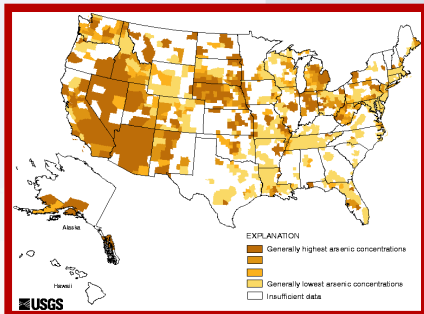 Alaska
Hawaii
EXPLANATION
Generally highest arsenic concentrations
Generally lowest arsenic concentrations
Insufficient data
USGS